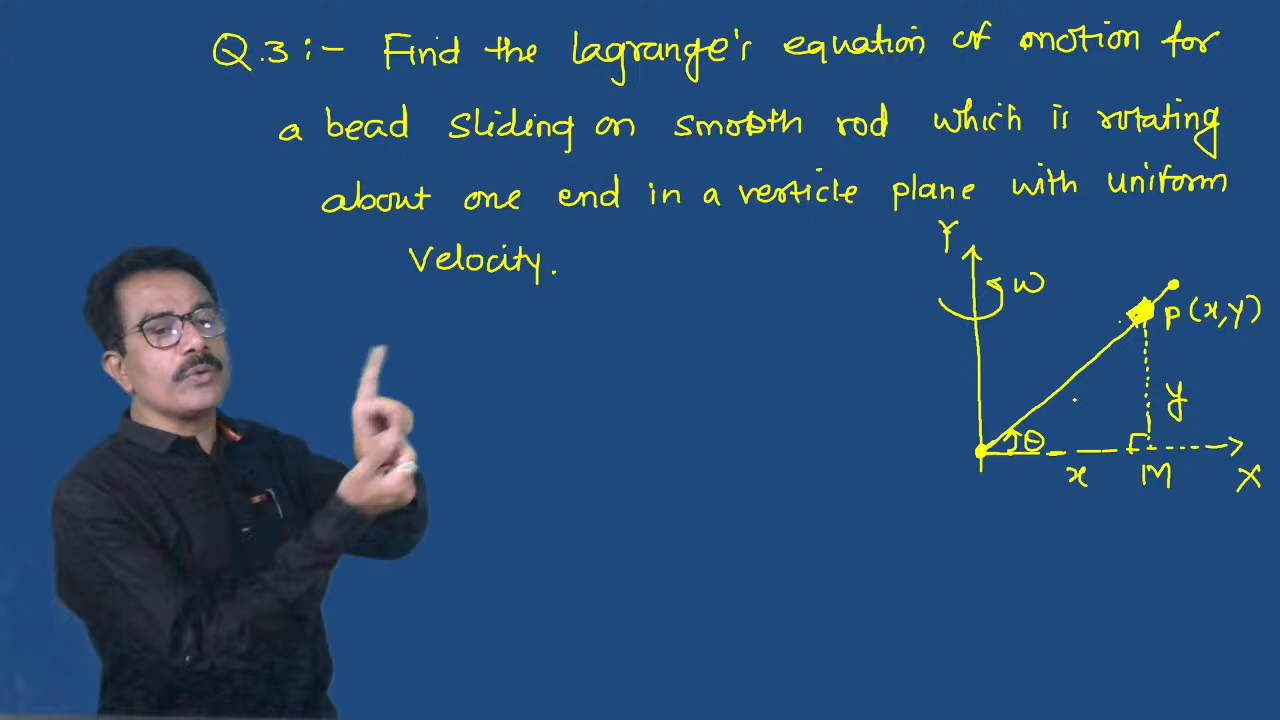 Q.3 :- Find the lagrange's equation of motion for
a bead sliding on smooth rod which is rotating
about one end in a verticle plane with uniform
velocity.
Y
ω
P(x,y)
y
θ
x
M
X